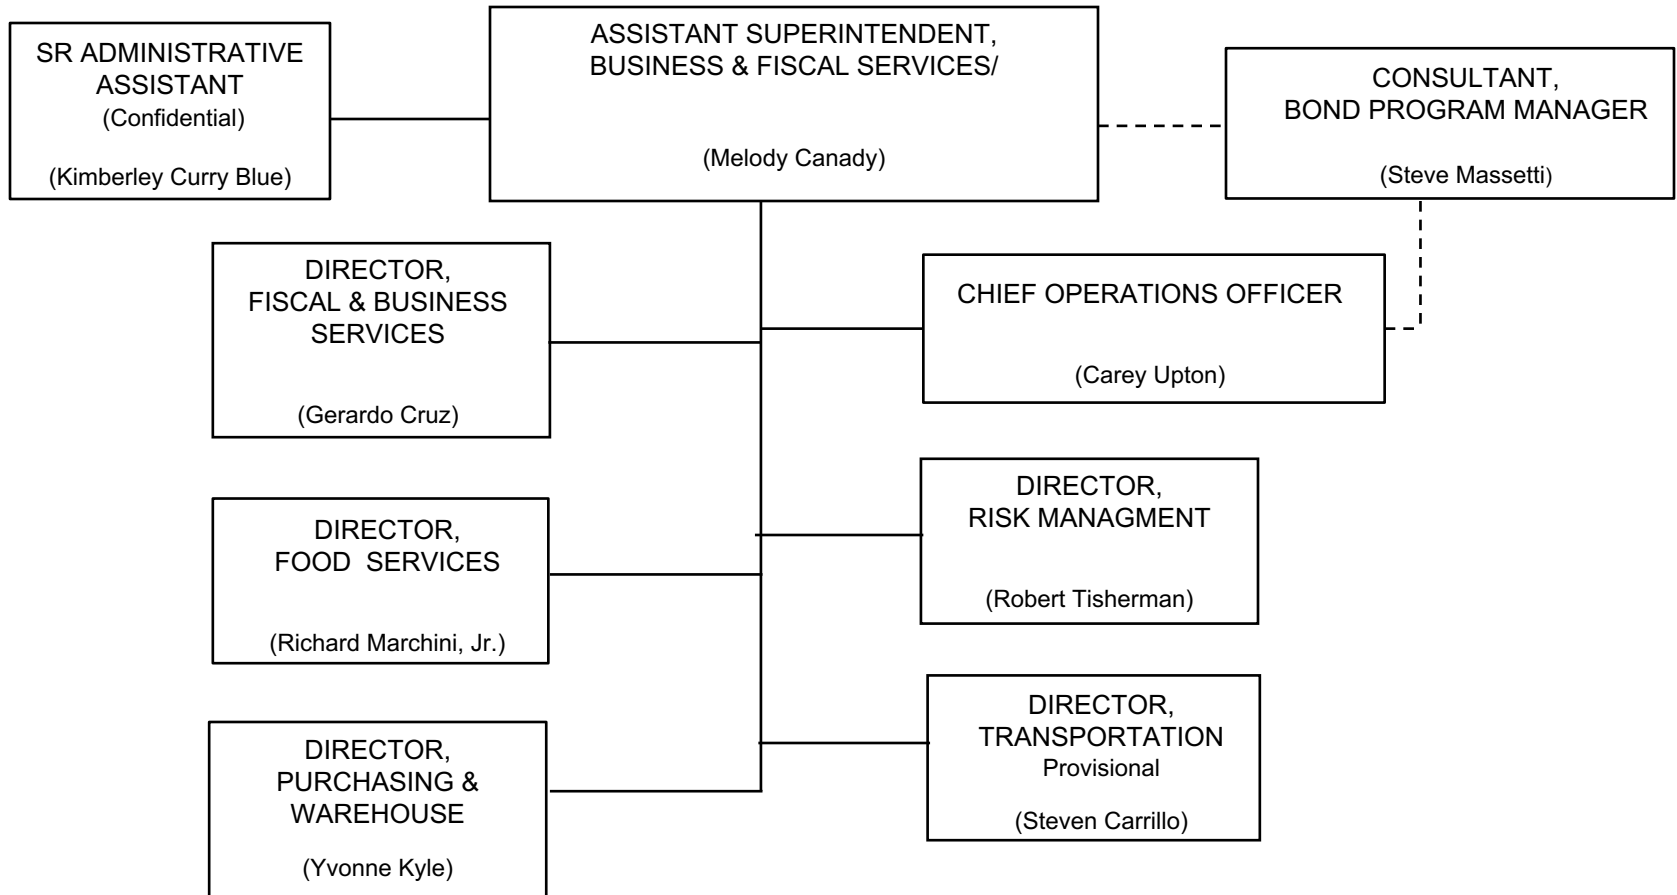 SR ADMINISTRATIVE
ASSISTANT
(Confidential)
(Kimberley Curry Blue)
ASSISTANT SUPERINTENDENT,
BUSINESS & FISCAL SERVICES/
(Melody Canady)
CONSULTANT,
BOND PROGRAM MANAGER
(Steve Massetti)
DIRECTOR,
FISCAL & BUSINESS
SERVICES
(Gerardo Cruz)
CHIEF OPERATIONS OFFICER
(Carey Upton)
DIRECTOR,
FOOD SERVICES
(Richard Marchini, Jr.)
DIRECTOR,
RISK MANAGMENT
(Robert Tisherman)
DIRECTOR,
PURCHASING &
WAREHOUSE
(Yvonne Kyle)
DIRECTOR,
TRANSPORTATION
Provisional
(Steven Carrillo)